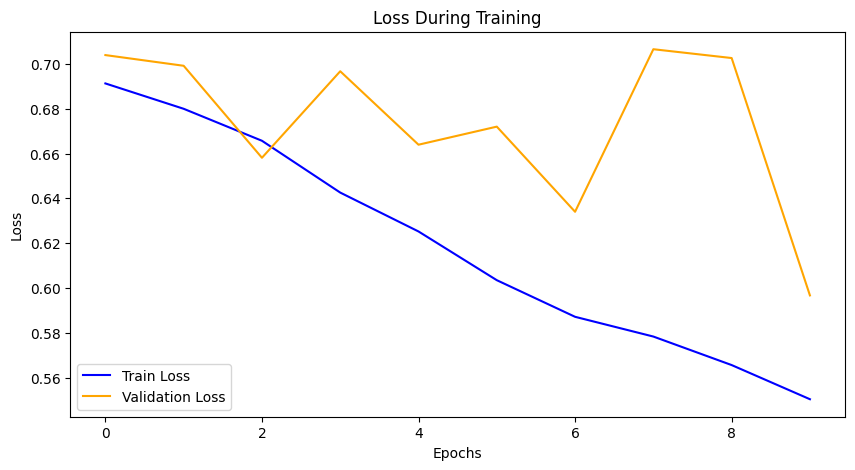 Loss During Training
Loss
0.70
0.68
0.66
0.64
0.62
0.60
0.58
0.56
Train Loss
Validation Loss
0 2 4 6 8
Epochs